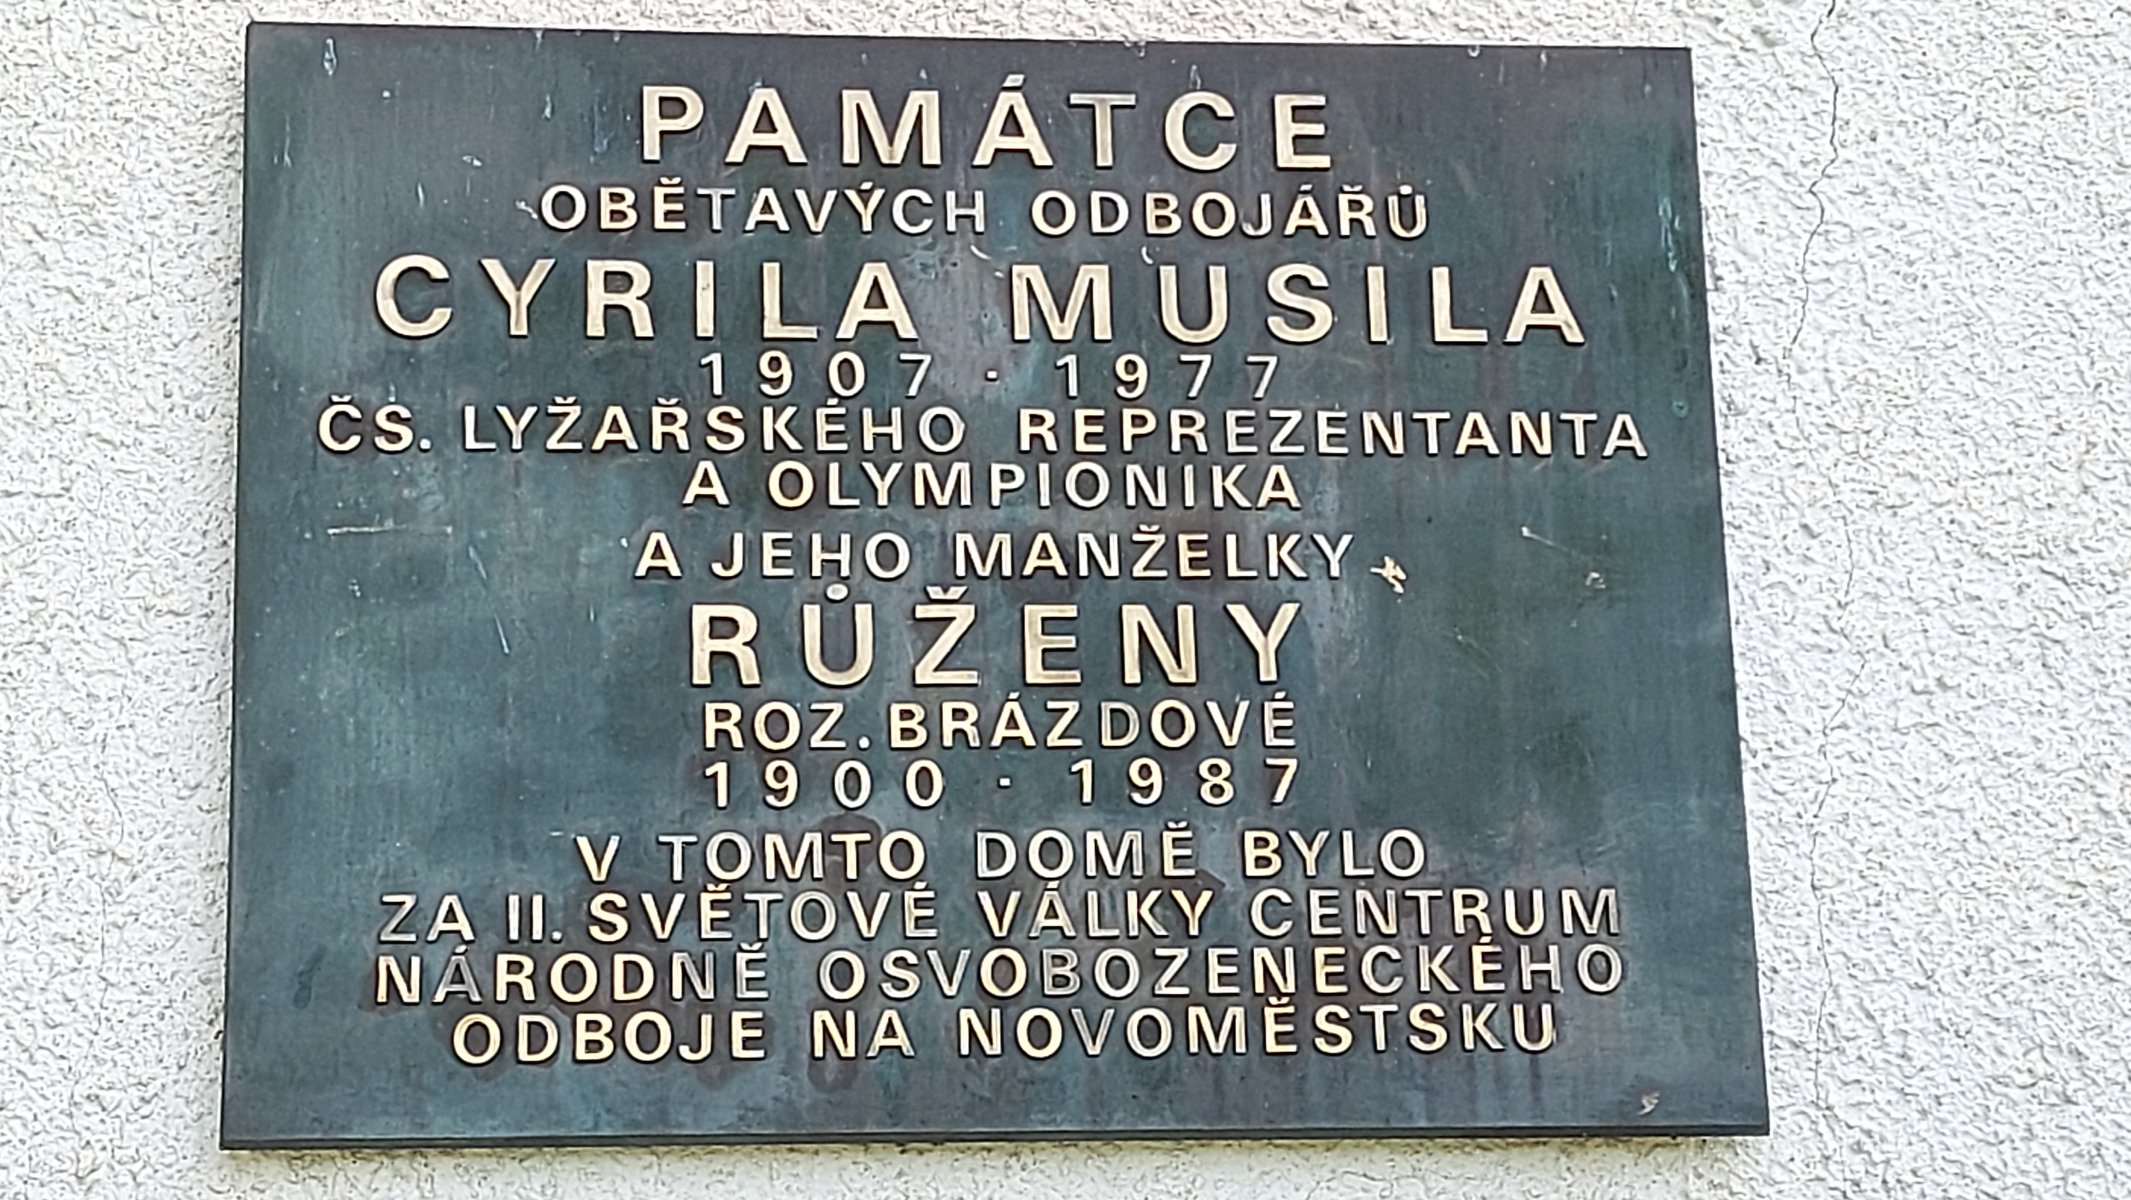 PAMÁTCE
OBĚTAVÝCH ODBOJÁŘŮ
CYRILA MUSILA
1907 · 1977
ČS. LYŽAŘSKÉHO REPREZENTANTA
A OLYMPIONIKA
A JEHO MANŽELKY
RŮŽENY
ROZ. BRÁZDOVÉ
1900 · 1987
V TOMTO DOMĚ BYLO
ZA II. SVĚTOVÉ VÁLKY CENTRUM
NÁRODNĚ OSVOBOZENECKÉHO
ODBOJE NA NOVOMĚSTSKU